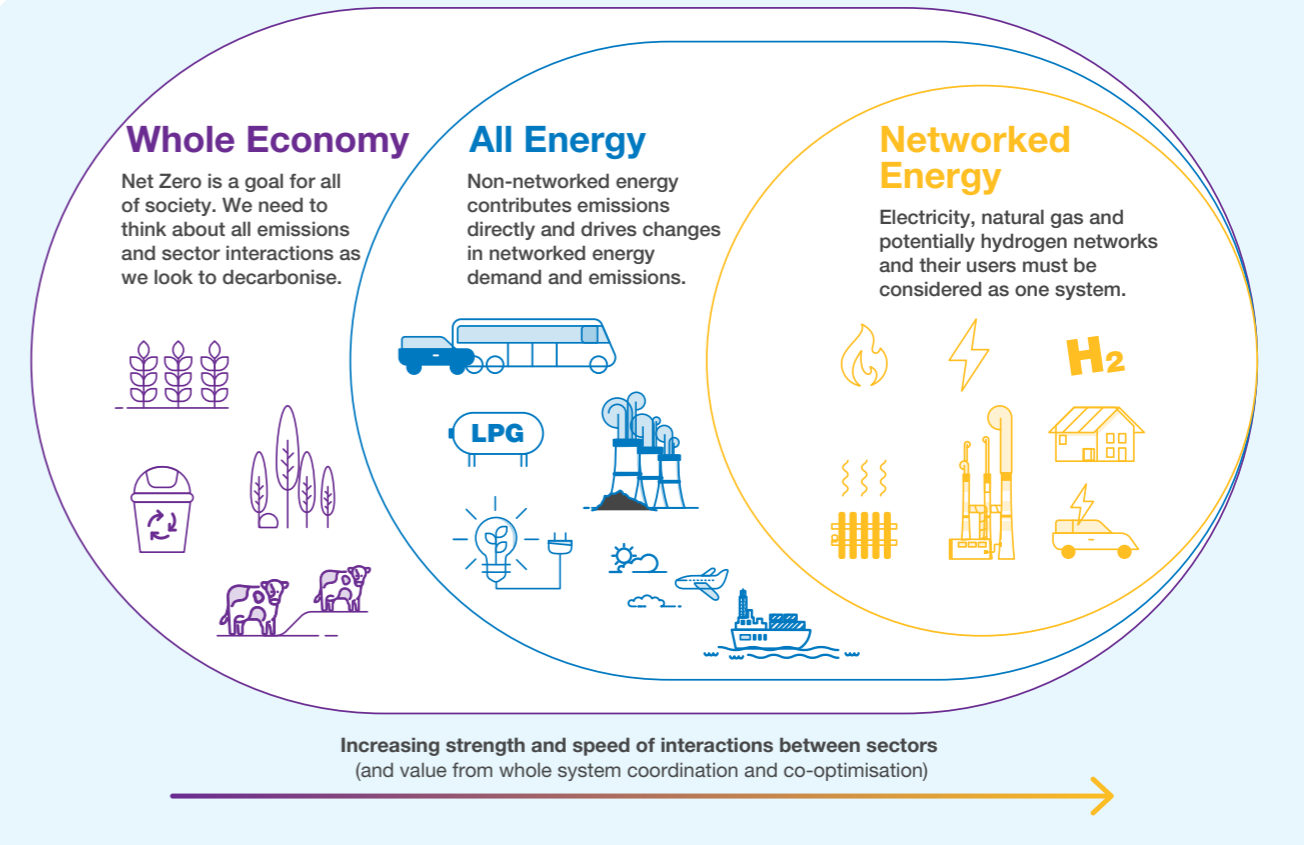 Whole Economy
Net Zero is a goal for all
of society. We need to
think about all emissions
and sector interactions as
we look to decarbonise.
All Energy
Non-networked energy
contributes emissions
directly and drives changes
in networked energy
demand and emissions.
LPG
Networked
Energy
Electricity, natural gas and
potentially hydrogen networks
and their users must be
considered as one system.
H2
Increasing strength and speed of interactions between sectors
(and value from whole system coordination and co-optimisation)